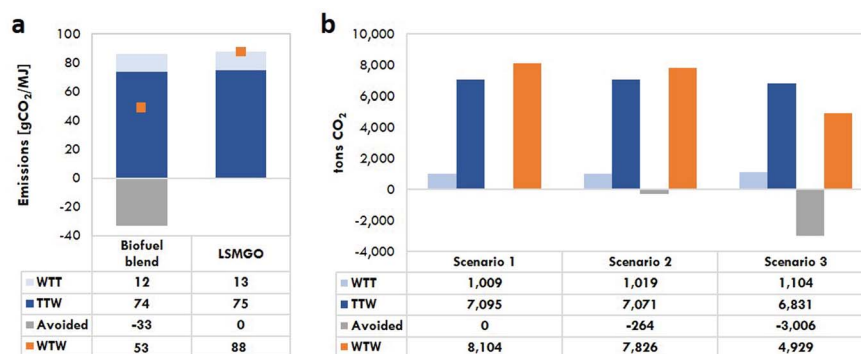 a
Emissions [gCO2/MJ]
100
80
60
40
20
0
-20
-40
Biofuel blend LSMGO
WTT 12 13
TTW 74 75
Avoided -33 0
WTW 53 88
b
tons CO2
10,000
8,000
6,000
4,000
2,000
0
-2,000
-4,000
Scenario 1 Scenario 2 Scenario 3
WTT 1,009 1,019 1,104
TTW 7,095 7,071 6,831
Avoided 0 -264 -3,006
WTW 8,104 7,826 4,929